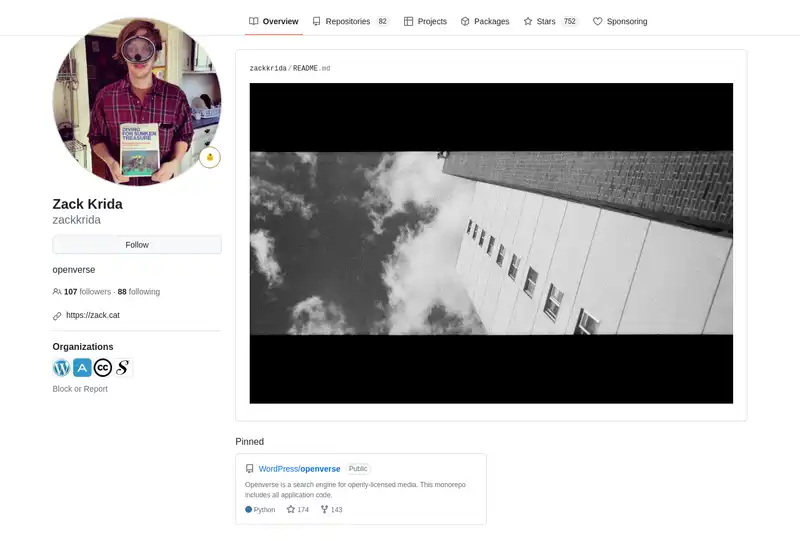 Overview
Repositories 82
Projects
Packages
Stars 752
Sponsoring
DIVING
FOR SUNKEN
TREASURE
Zack Krida
zackkrida
Follow
openverse
107 followers · 88 following
https://zack.cat
Organizations
Block or Report
zackkrida/README.md
Pinned
WordPress/openverse Public
Openverse is a search engine for openly-licensed media. This monorepo
includes all application code.
Python 174 143